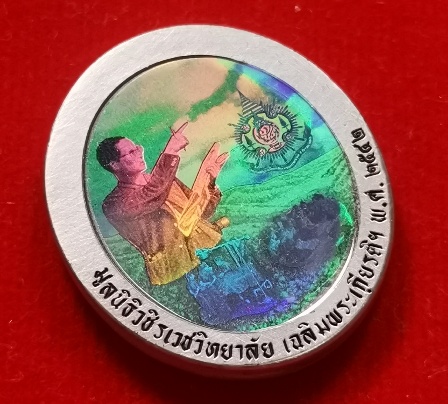 มูลนิธิวชิรเวชวิทยาลัย เฉลิมพระเกียรติฯ พ.ศ. ๒๕๔๒